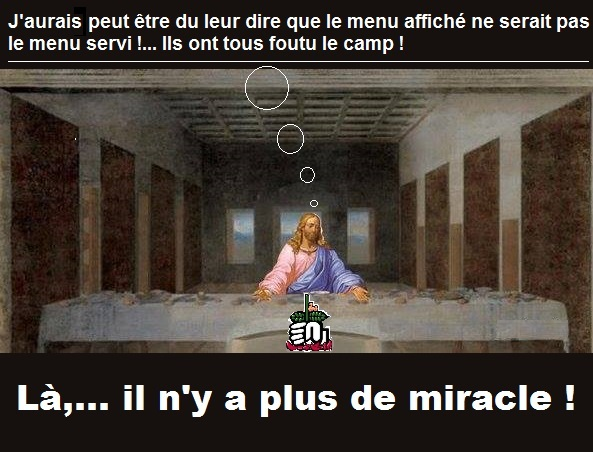 J'aurais peut être du leur dire que le menu affiché ne serait pas
le menu servi !... Ils ont tous foutu le camp !
Là,... il n'y a plus de miracle !